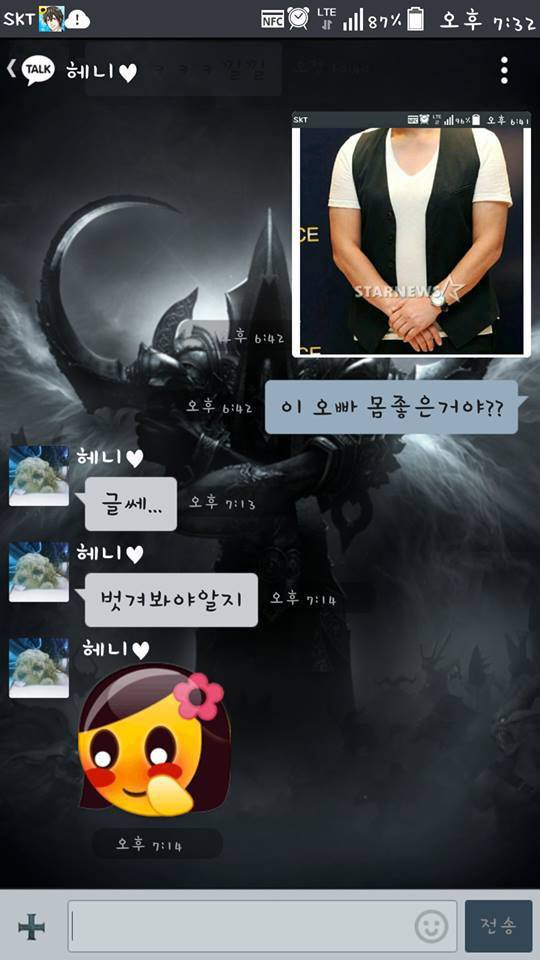 SKT NFC LTE 87% 오후 7:32
TALK 헤니♥
SKT NFC LTE 96% 오후 6:41
CE
STARNEWS
CE
후 6:42
오후 6:42 이 오빠 몸좋은거야??
헤니♥
글쎄... 오후 7:13
헤니♥
벗겨봐야알지 오후 7:14
헤니♥
오후 7:14
전송